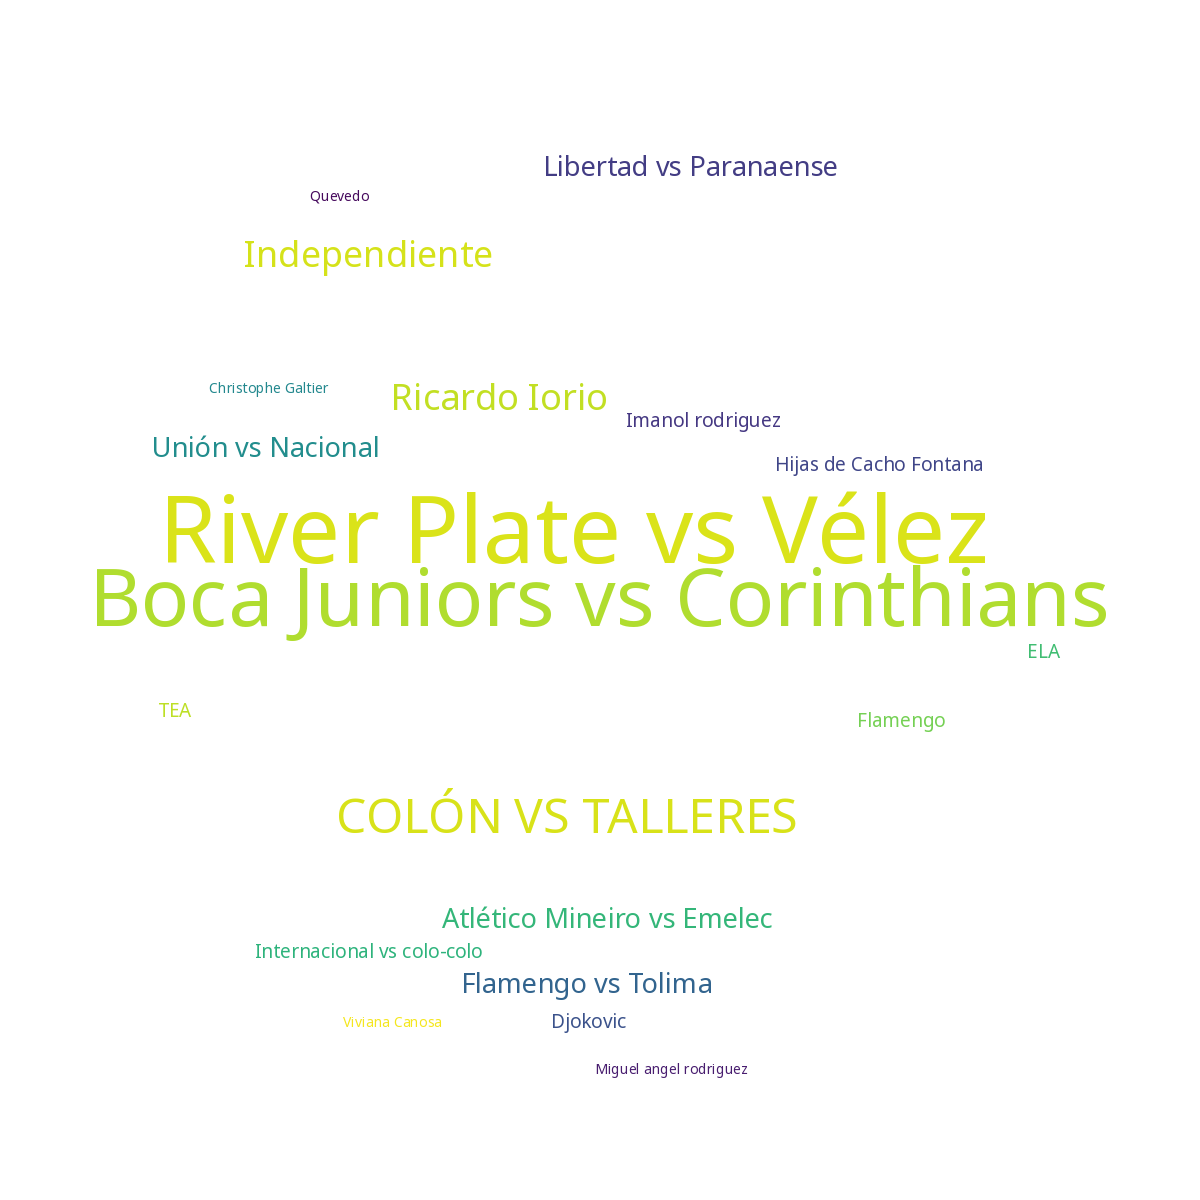 Libertad vs Paranaense
Quevedo
Independiente
Christophe Galtier
Ricardo Iorio
Imanol rodriguez
Unión vs Nacional
Hijas de Cacho Fontana
River Plate vs Vélez
Boca Juniors vs Corinthians
ELA
TEA
Flamengo
COLÓN VS TALLERES
Atlético Mineiro vs Emelec
Internacional vs colo-colo
Flamengo vs Tolima
Viviana Canosa
Djokovic
Miguel angel rodriguez